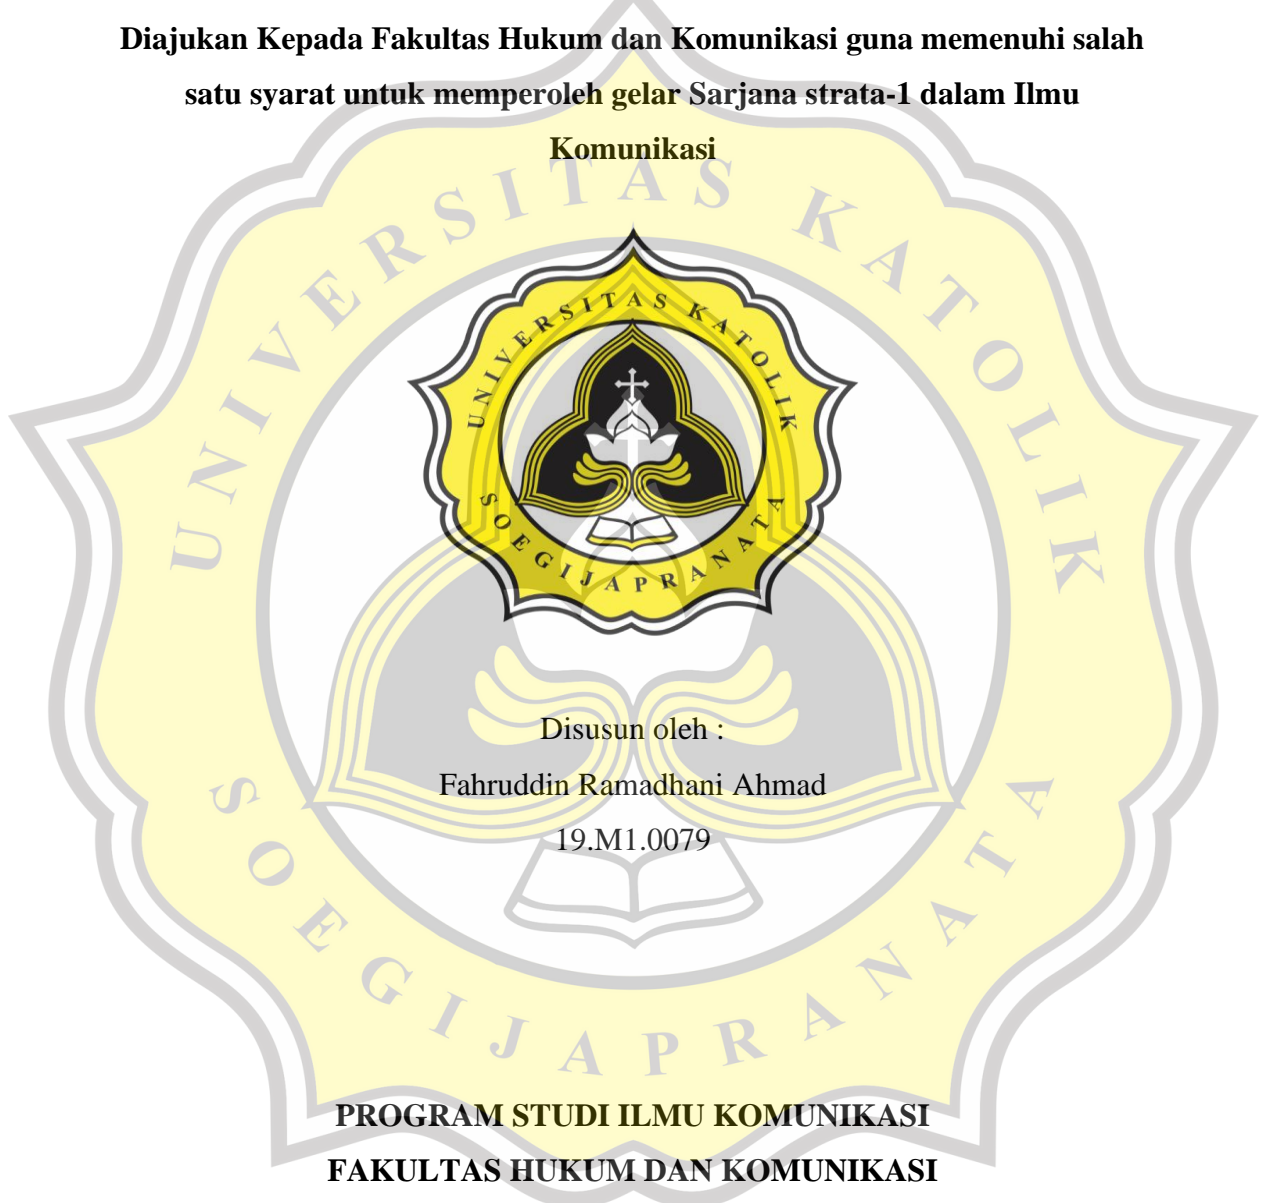 Diajukan Kepada Fakultas Hukum dan Komunikasi guna memenuhi salah
satu syarat untuk memperoleh gelar Sarjana strata-1 dalam Ilmu
Komunikasi
UNIVERSITAS KATOLIK
SOEGIJAPRANATA
UNIVERSITAS KATOLIK
SOEGIJAPRANATA
Disusun oleh :
Fahruddin Ramadhani Ahmad
19.M1.0079
PROGRAM STUDI ILMU KOMUNIKASI
FAKULTAS HUKUM DAN KOMUNIKASI